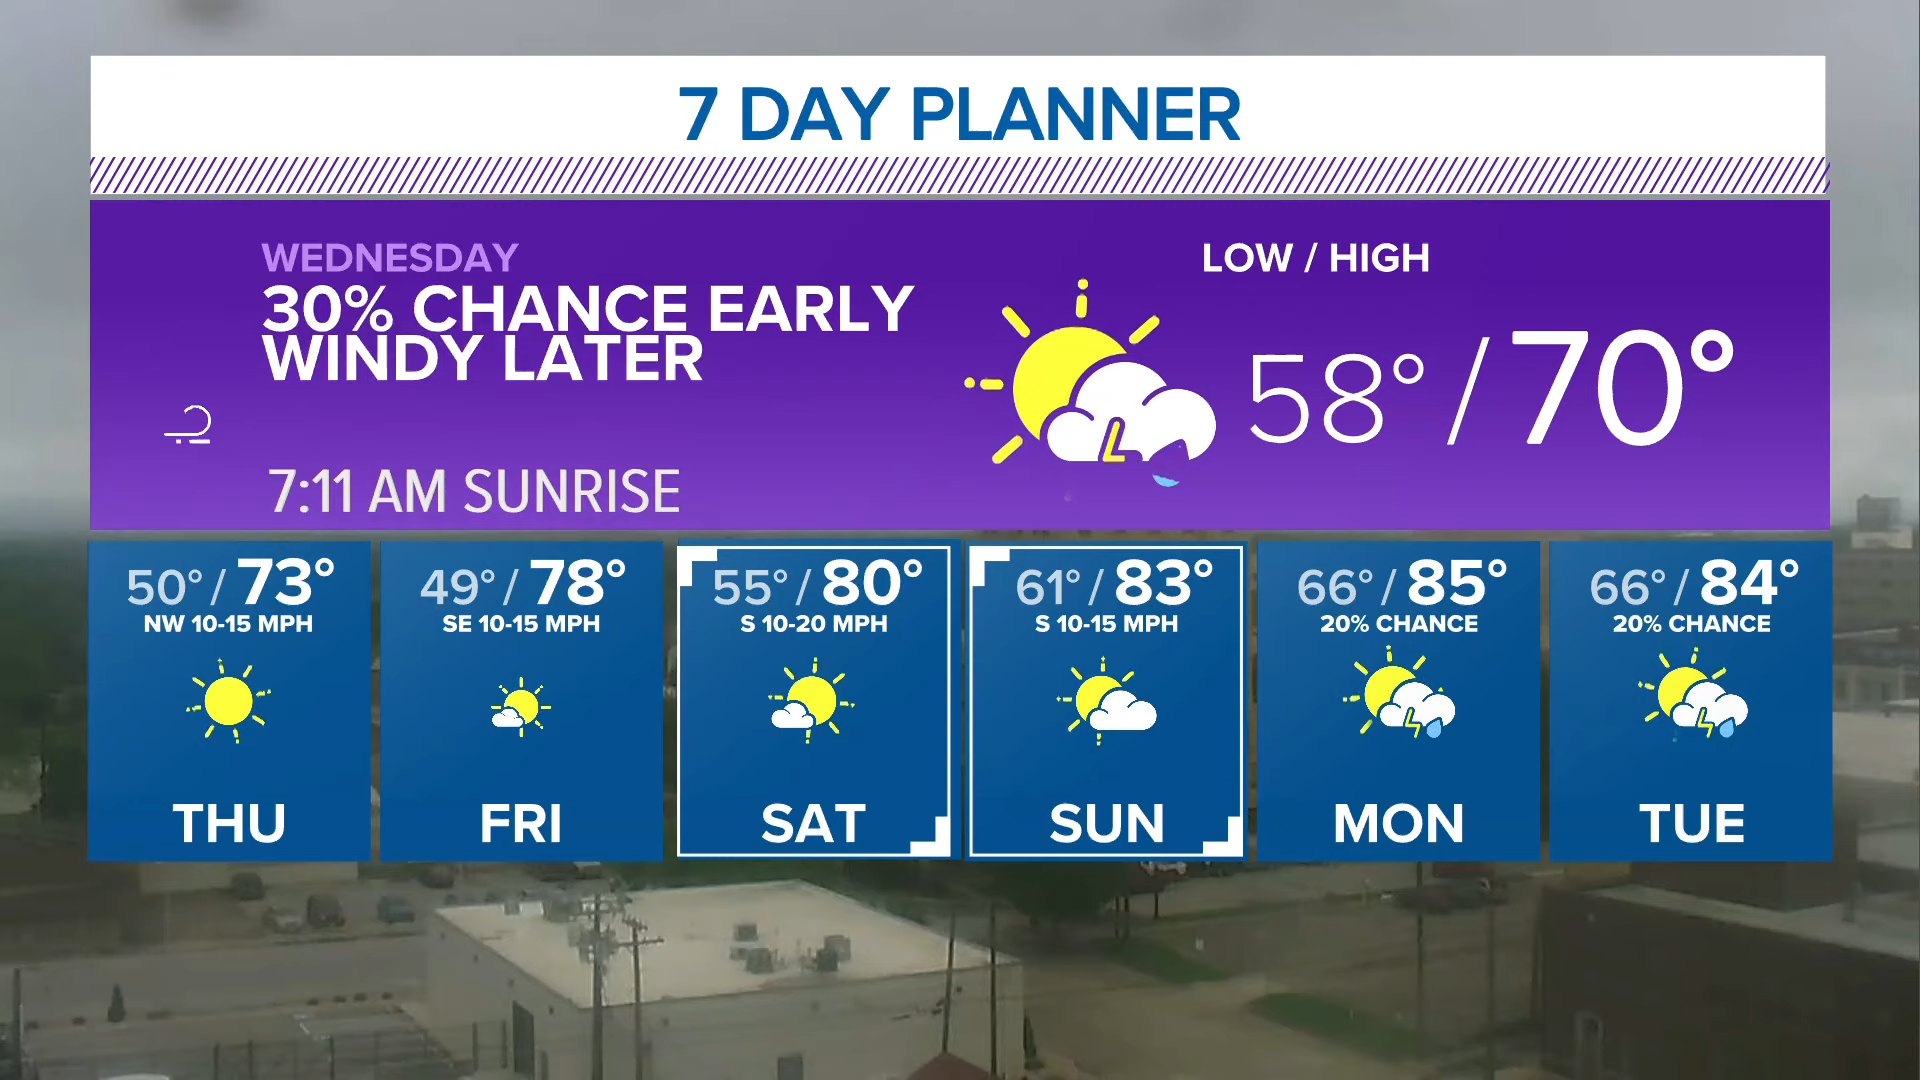 7 DAY PLANNER
WEDNESDAY
30% CHANCE EARLY
WINDY LATER
7:11 AM SUNRISE
LOW / HIGH
58° / 70°
50° / 73°
NW 10-15 MPH
THU
49° / 78°
SE 10-15 MPH
FRI
55° / 80°
S 10-20 MPH
SAT
61° / 83°
S 10-15 MPH
SUN
66° / 85°
20% CHANCE
MON
66° / 84°
20% CHANCE
TUE